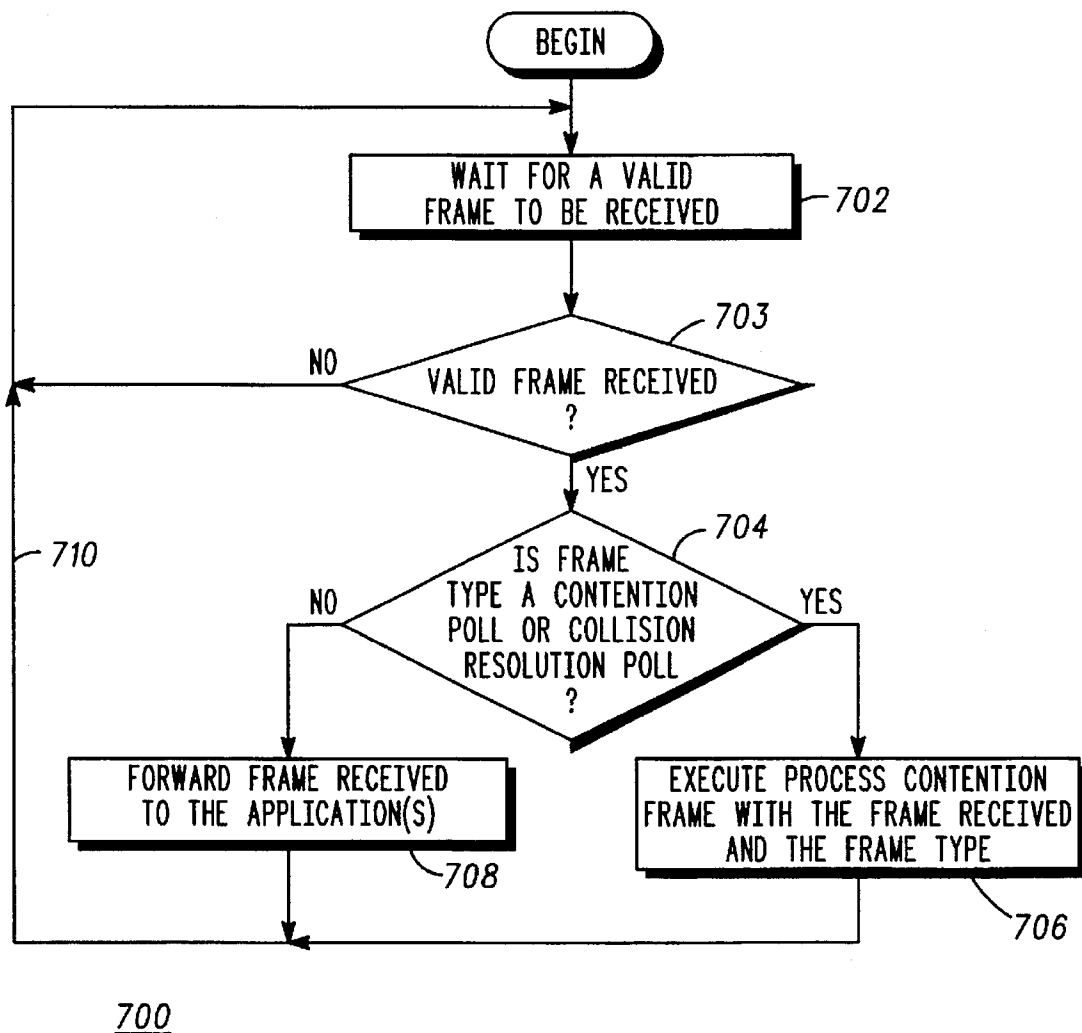 BEGIN
WAIT FOR A VALID
FRAME TO BE RECEIVED
702
703
NO
VALID FRAME RECEIVED
?
YES
704
IS FRAME
TYPE A CONTENTION
POLL OR COLLISION
RESOLUTION POLL
?
NO
YES
710
FORWARD FRAME RECEIVED
TO THE APPLICATION(S)
708
EXECUTE PROCESS CONTENTION
FRAME WITH THE FRAME RECEIVED
AND THE FRAME TYPE
706
700